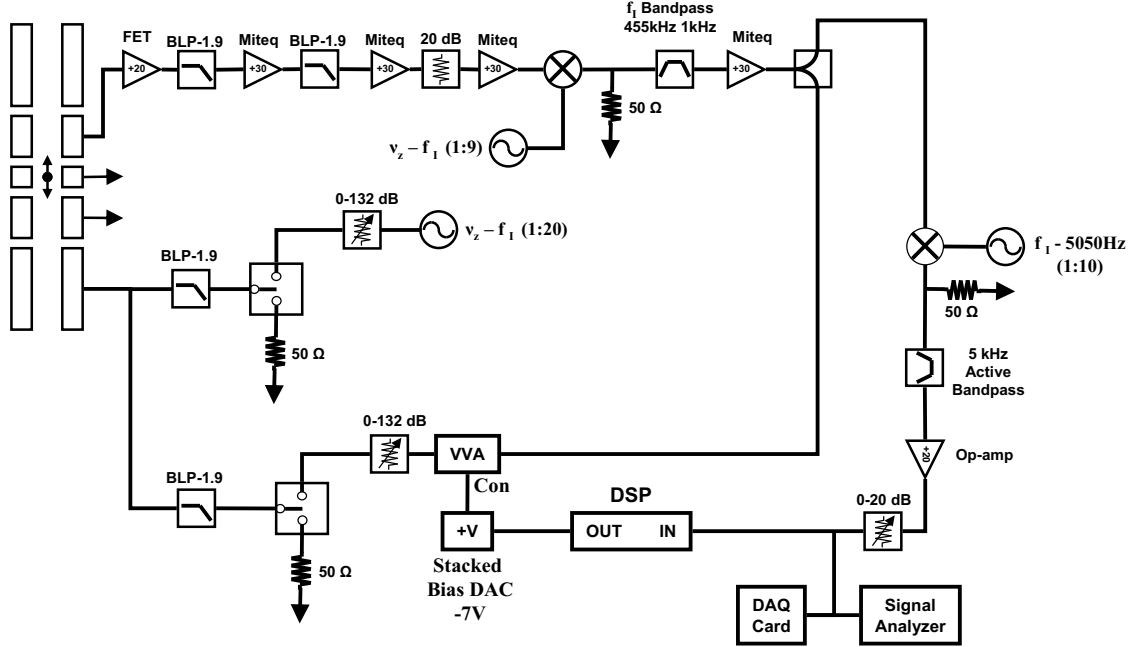 f_I Bandpass
455kHz 1kHz
FET
BLP-1.9
Miteq
BLP-1.9
Miteq
20 dB
Miteq
Miteq
+20
+30
+30
+30
+30
50 Ω
ν_z – f_I (1:9)
0-132 dB
ν_z – f_I (1:20)
BLP-1.9
50 Ω
f_I - 5050Hz
(1:10)
50 Ω
5 kHz
Active
Bandpass
+20
Op-amp
0-20 dB
0-132 dB
VVA
Con
BLP-1.9
50 Ω
+V
Stacked
Bias DAC
-7V
DSP
OUT IN
DAQ
Card
Signal
Analyzer